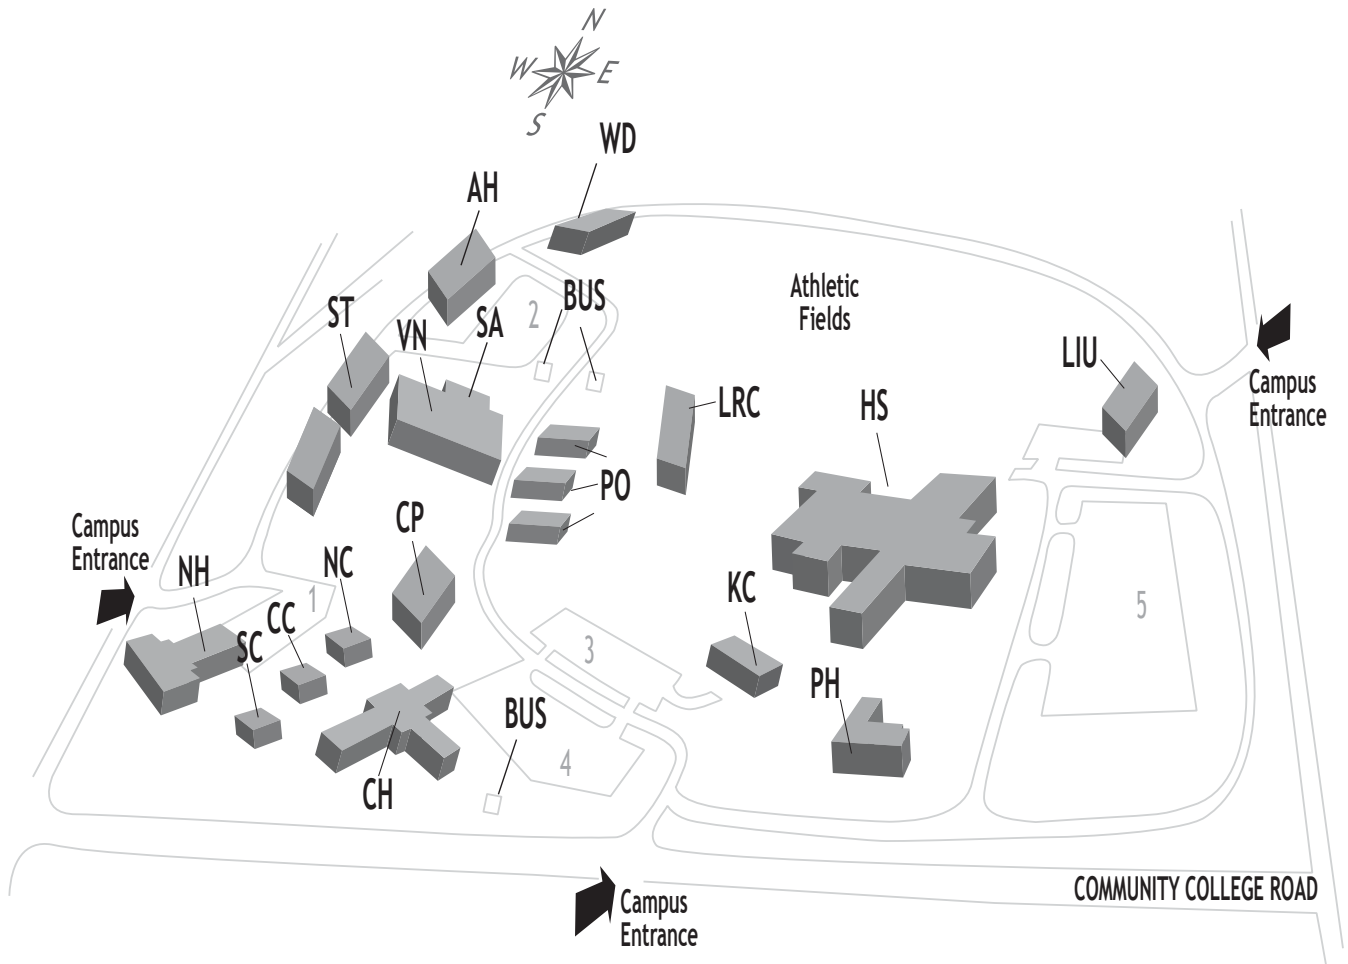 N
W
E
S
WD
AH
Athletic
Fields
BUS
ST
2
VN
SA
LIU
Campus
Entrance
LRC
HS
PO
CP
Campus
Entrance
NC
NH
KC
1
5
CC
SC
3
PH
BUS
4
CH
COMMUNITY COLLEGE ROAD
Campus
Entrance